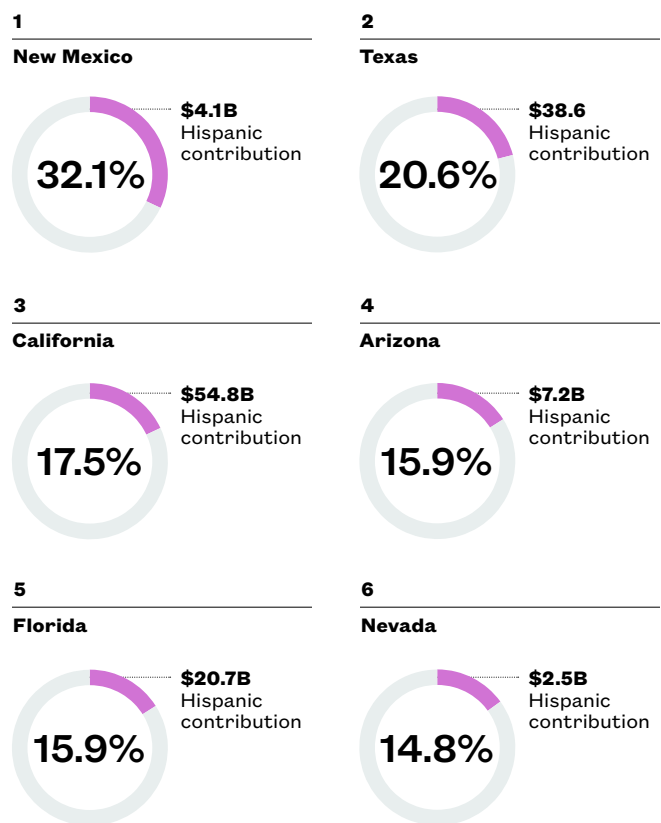 1
New Mexico
32.1%
$4.1B
Hispanic
contribution
2
Texas
20.6%
$38.6
Hispanic
contribution
3
California
17.5%
$54.8B
Hispanic
contribution
4
Arizona
15.9%
$7.2B
Hispanic
contribution
5
Florida
15.9%
$20.7B
Hispanic
contribution
6
Nevada
14.8%
$2.5B
Hispanic
contribution